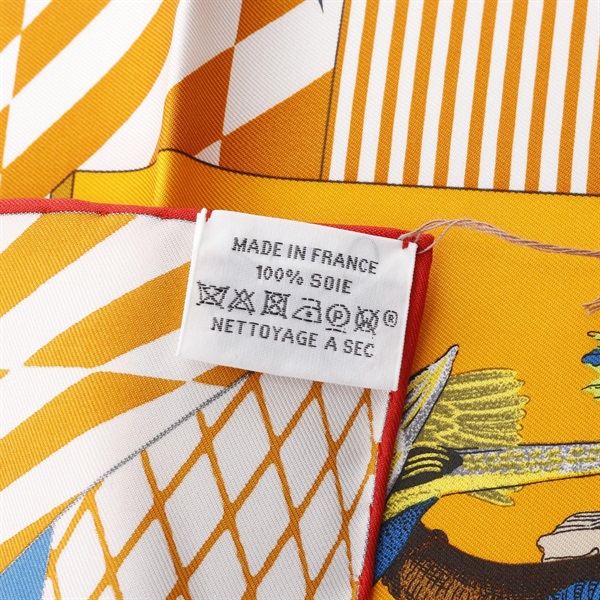 MADE IN FRANCE
100% SOIE
P W ®
NETTOYAGE A SEC